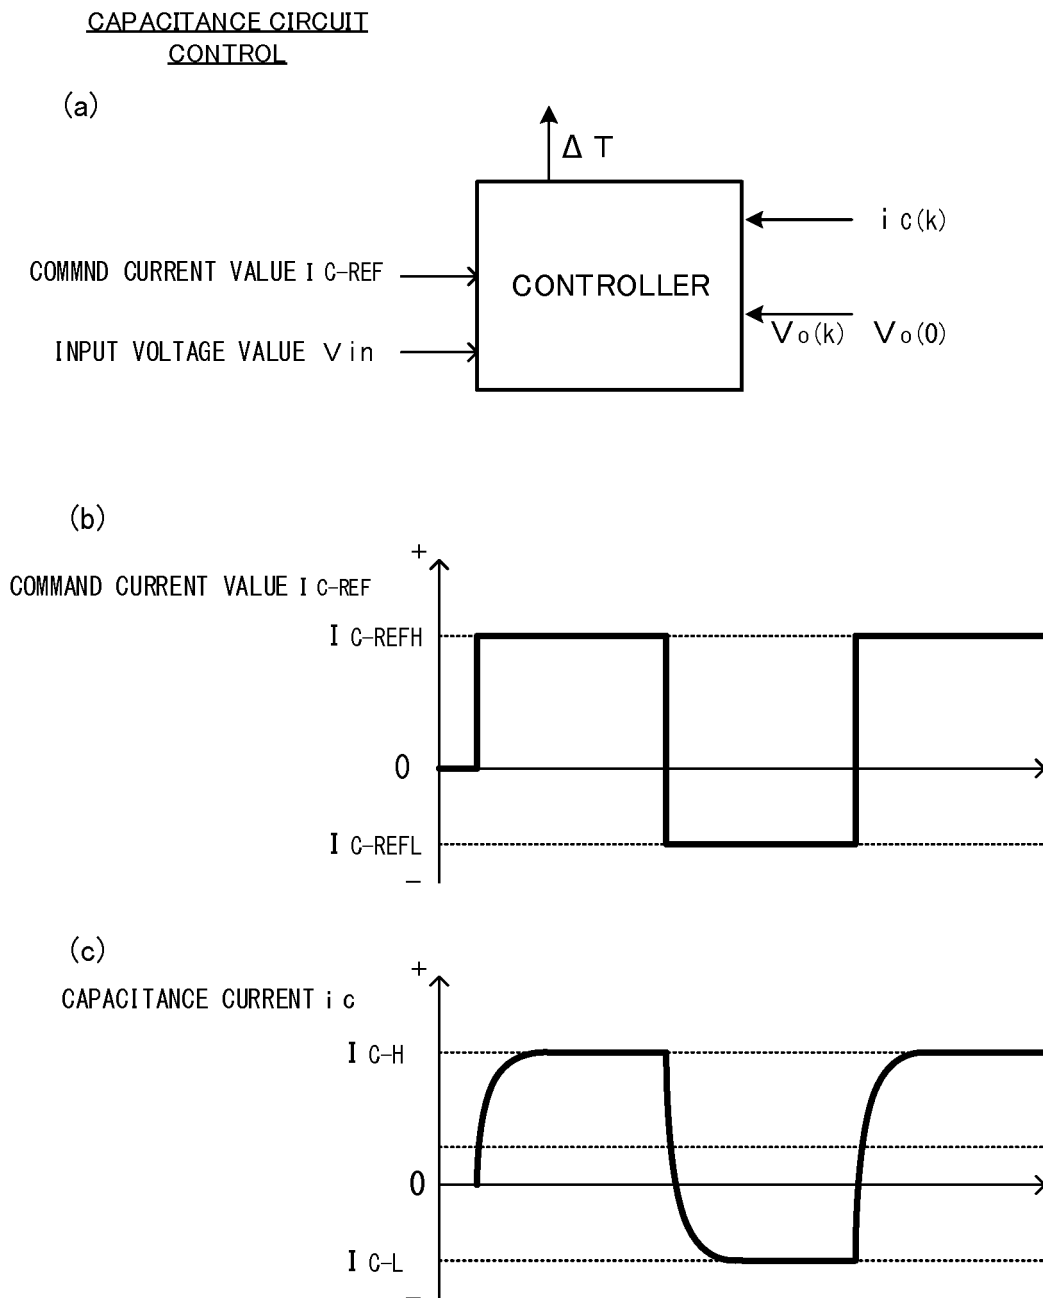 CAPACITANCE CIRCUIT
CONTROL
(a)
Δ T
i c(k)
COMMND CURRENT VALUE I C-REF
CONTROLLER
INPUT VOLTAGE VALUE Vin
Vo(k) Vo(0)
(b)
+
COMMAND CURRENT VALUE I C-REF
I C-REFH
0
I C-REFL
−
(c)
+
CAPACITANCE CURRENT i c
I C-H
0
I C-L
−